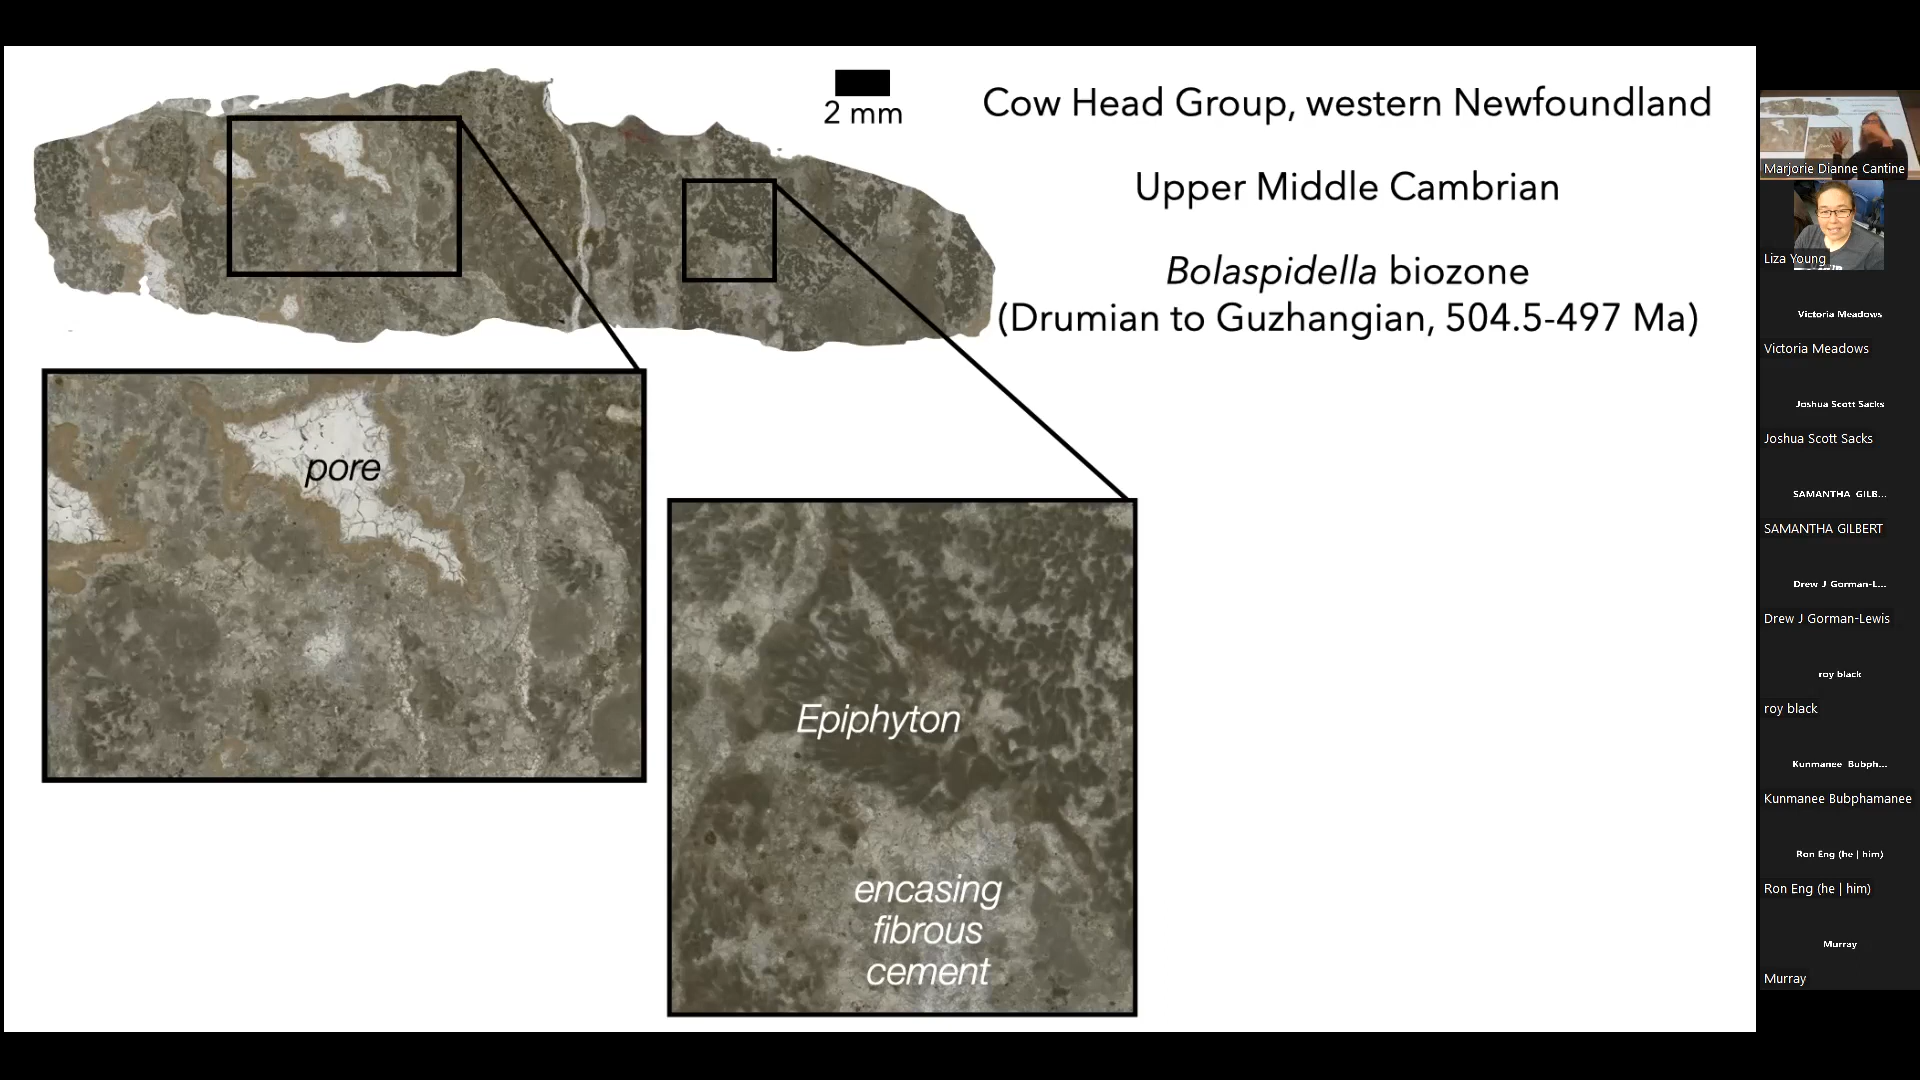 2 mm
Cow Head Group, western Newfoundland
Upper Middle Cambrian
Bolaspidella biozone
(Drumian to Guzhangian, 504.5-497 Ma)
pore
Epiphyton
encasing
fibrous
cement
Marjorie Dianne Cantine
Liza Young
Victoria Meadows
Victoria Meadows
Joshua Scott Sacks
Joshua Scott Sacks
SAMANTHA GILB...
SAMANTHA GILBERT
Drew J Gorman-L...
Drew J Gorman-Lewis
roy black
roy black
Kunmanee Bubph...
Kunmanee Bubphamanee
Ron Eng (he | him)
Ron Eng (he | him)
Murray
Murray